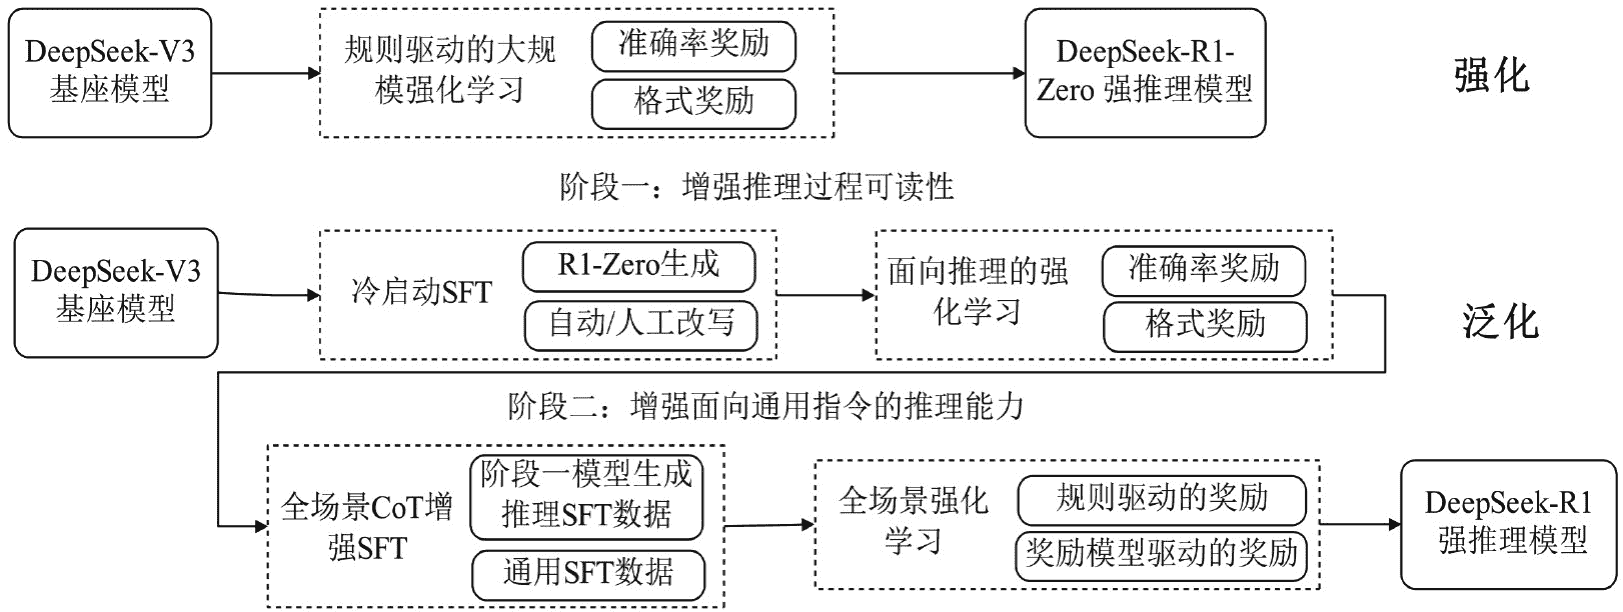 DeepSeek-V3
基座模型
规则驱动的大规
模强化学习
准确率奖励
格式奖励
DeepSeek-R1-
Zero 强推理模型
强化
阶段一：增强推理过程可读性
DeepSeek-V3
基座模型
冷启动SFT
R1-Zero生成
自动/人工改写
面向推理的强
化学习
准确率奖励
格式奖励
泛化
阶段二：增强面向通用指令的推理能力
全场景CoT增
强SFT
阶段一模型生成
推理SFT数据
通用SFT数据
全场景强化
学习
规则驱动的奖励
奖励模型驱动的奖励
DeepSeek-R1
强推理模型